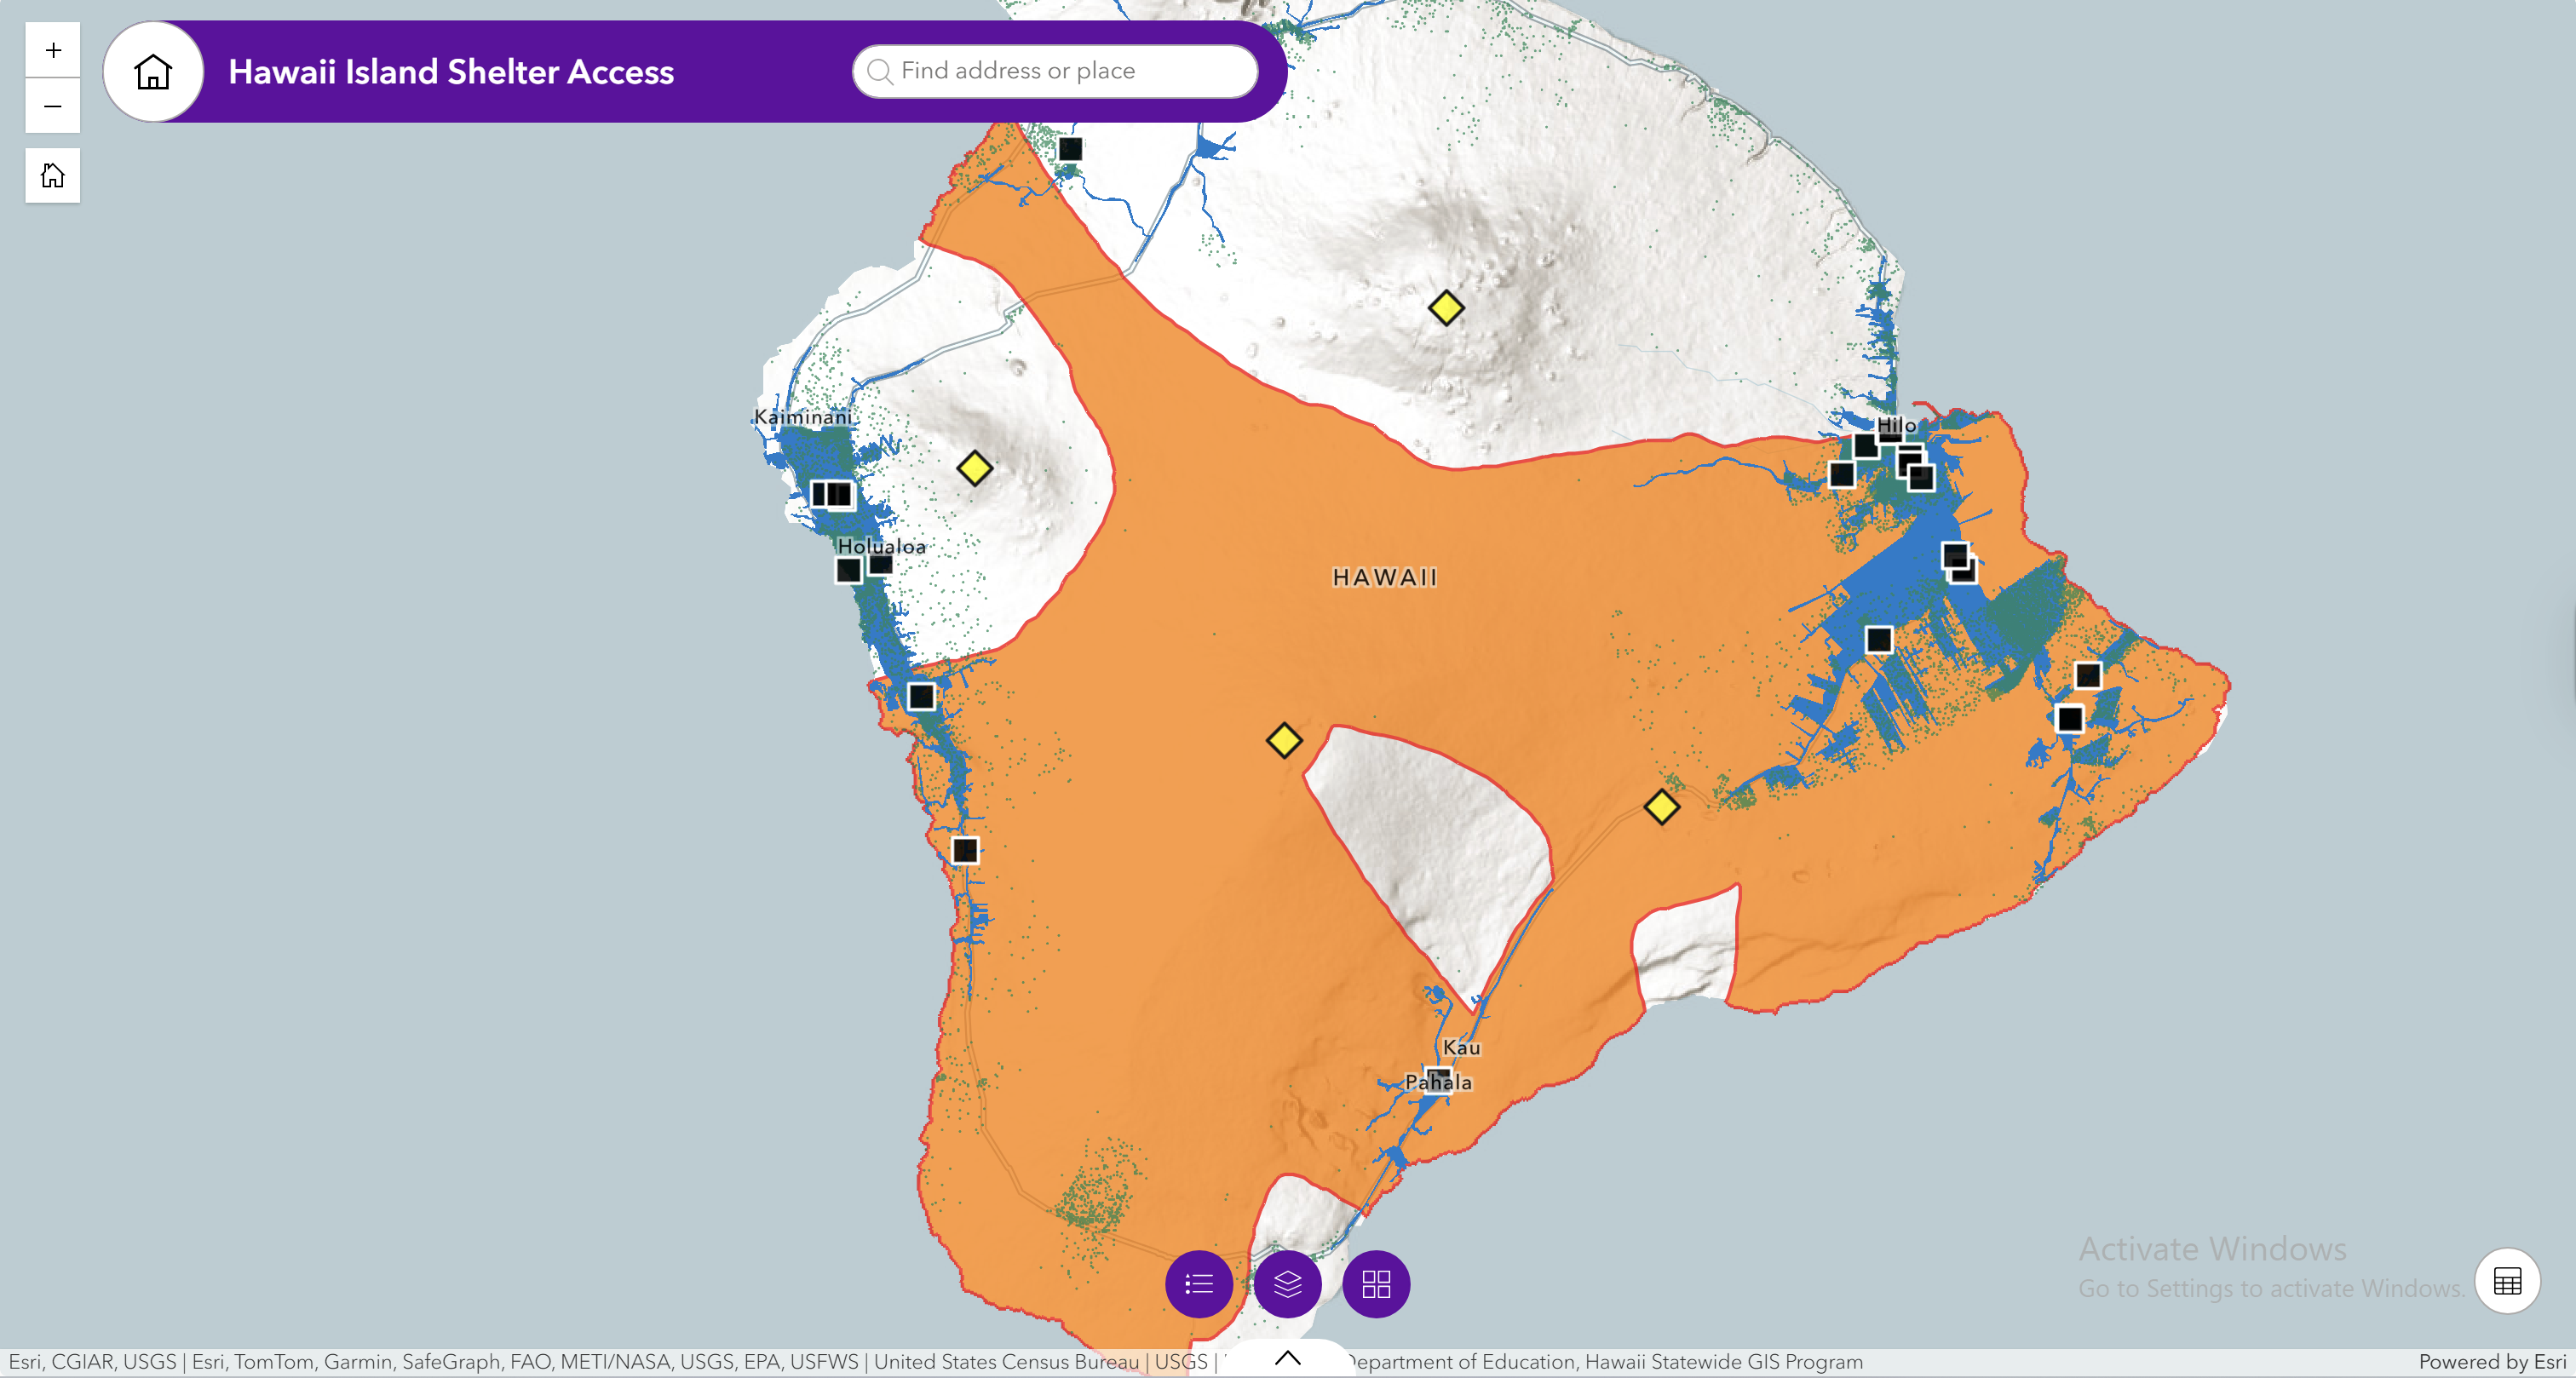 +
Hawaii Island Shelter Access
Find address or place
−
Kaiminani
Hilo
Holualoa
HAWAII
Kau
Pahala
Activate Windows
Go to Settings to activate Windows.
Esri, CGIAR, USGS | Esri, TomTom, Garmin, SafeGraph, FAO, METI/NASA, USGS, EPA, USFWS | United States Census Bureau | USGS | Department of Education, Hawaii Statewide GIS Program
Powered by Esri